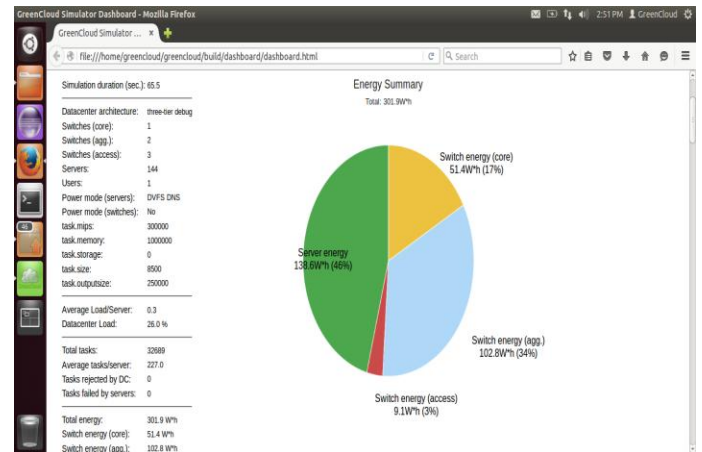 GreenCloud Simulator Dashboard - Mozilla Firefox
2:51 PM GreenCloud
GreenCloud Simulator ... ×
file:///home/greencloud/greencloud/build/dashboard/dashboard.html
Search
Simulation duration (sec.): 65.5
Datacenter architecture: three-tier debug
Switches (core): 1
Switches (agg.): 2
Switches (access): 3
Servers: 144
Users: 1
Power mode (servers): DVFS DNS
Power mode (switches): No
task.mips: 300000
task.memory: 1000000
task.storage: 0
task.size: 8500
task.outputsize: 250000
Average Load/Server: 0.3
Datacenter Load: 26.0 %
Total tasks: 32689
Average tasks/server: 227.0
Tasks rejected by DC: 0
Tasks failed by servers: 0
Total energy: 301.9 W*h
Switch energy (core): 51.4 W*h
Switch energy (agg.): 102.8 W*h
Energy Summary
Total: 301.9W*h
Switch energy (core)
51.4W*h (17%)
Server energy
138.6W*h (46%)
Switch energy (agg.)
102.8W*h (34%)
Switch energy (access)
9.1W*h (3%)